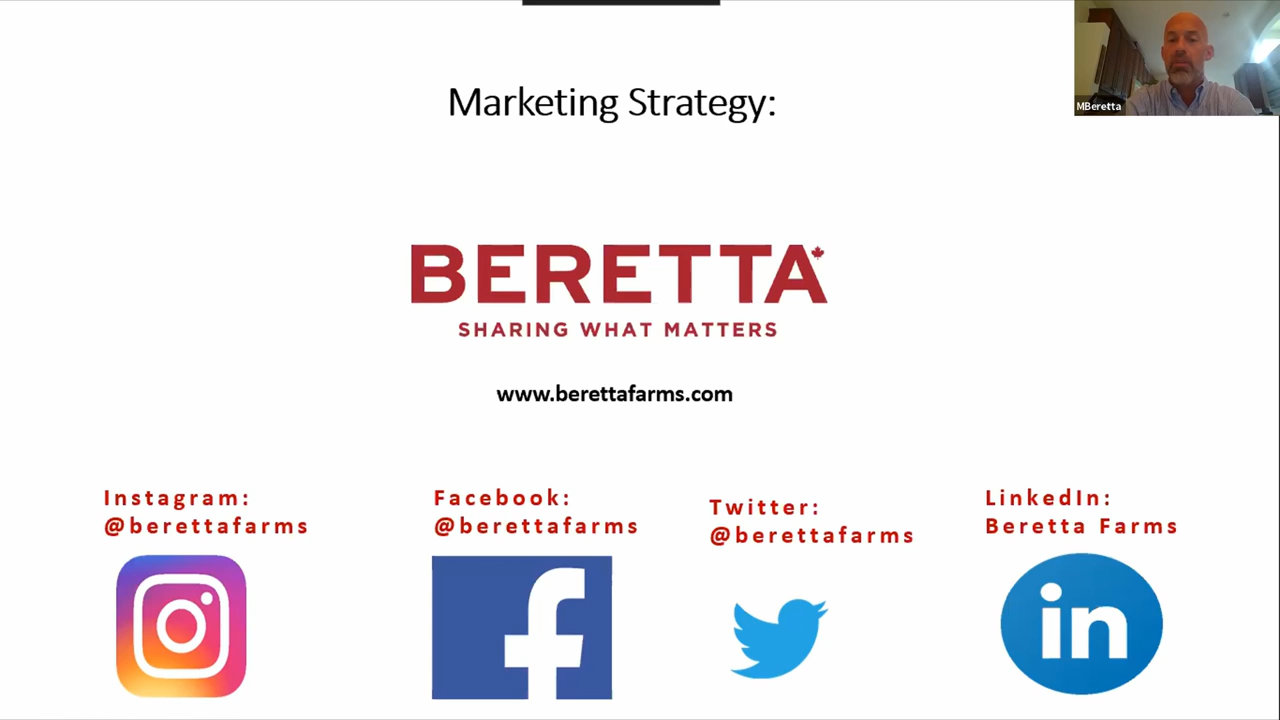 Marketing Strategy:
MBeretta
BERETTA
SHARING WHAT MATTERS
www.berettafarms.com
Instagram:
@berettafarms
Facebook:
@berettafarms
Twitter:
@berettafarms
LinkedIn:
Beretta Farms
in